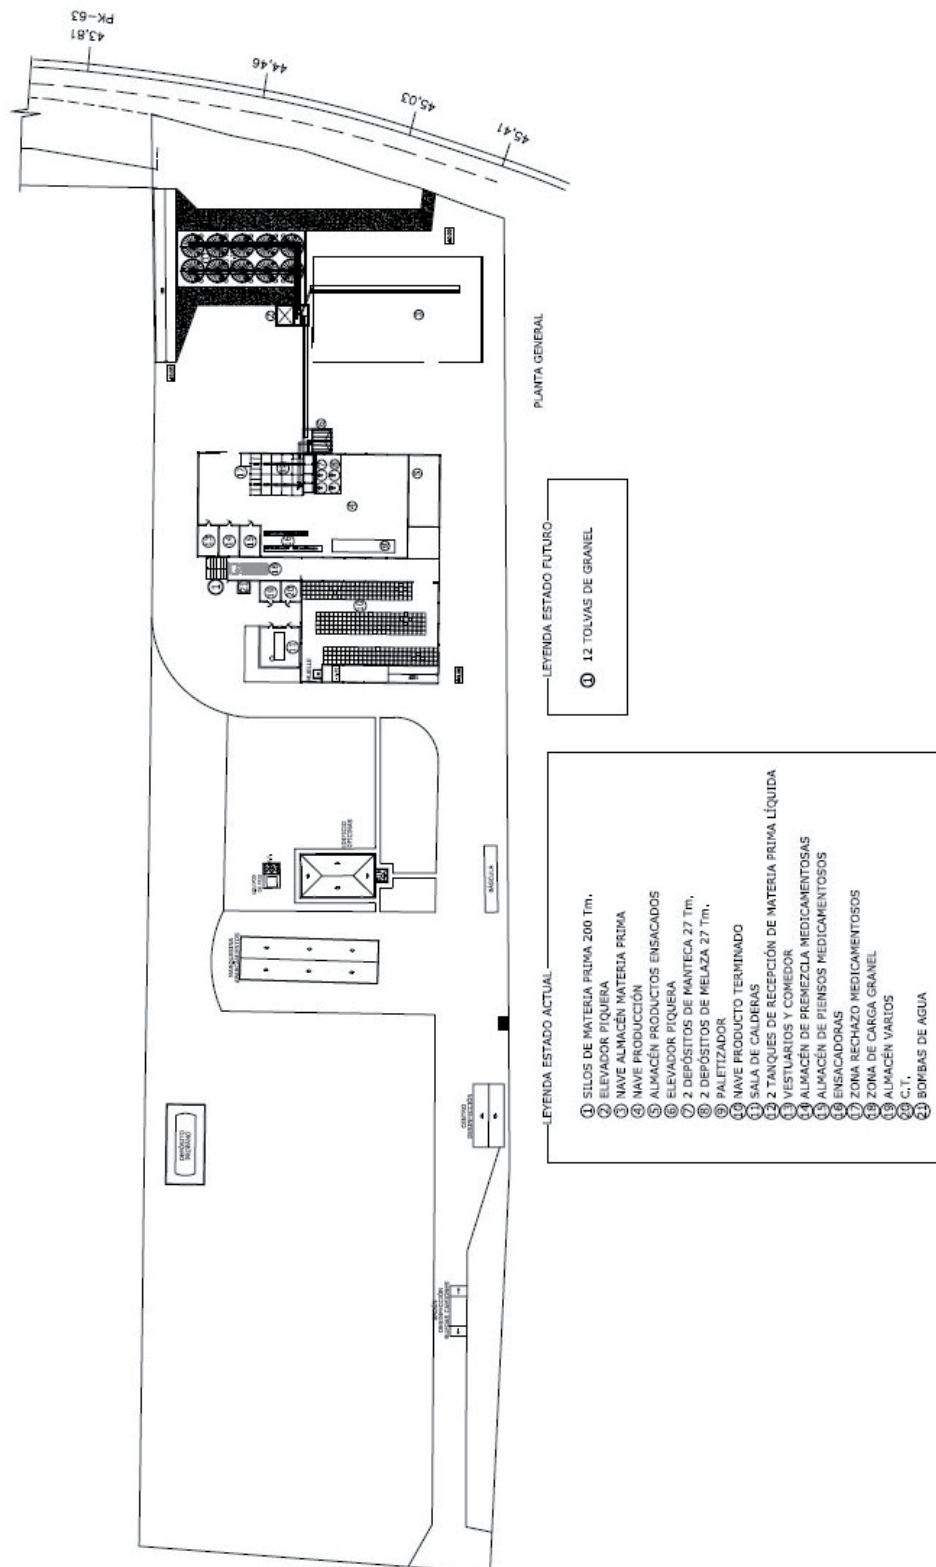 PK-63
43,81
44,46
45,03
45,41
PLANTA GENERAL
EDIFICIO
OFICINAS
BÁSCULA
MARQUESINA
DEPÓSITO
CENTRO
DESINFECCIÓN
LEYENDA ESTADO FUTURO
① 12 TOLVAS DE GRANEL
LEYENDA ESTADO ACTUAL
① SILOS DE MATERIA PRIMA 200 Tm.
② ELEVADOR PIQUERA
③ NAVE ALMACÉN MATERIA PRIMA
④ NAVE PRODUCCIÓN
⑤ ALMACÉN PRODUCTOS ENSACADOS
⑥ ELEVADOR PIQUERA
⑦ 2 DEPÓSITOS DE MANTECA 27 Tm.
⑧ 2 DEPÓSITOS DE MELAZA 27 Tm.
⑨ PALETIZADOR
⑩ NAVE PRODUCTO TERMINADO
⑪ SALA DE CALDERAS
⑫ 2 TANQUES DE RECEPCIÓN DE MATERIA PRIMA LÍQUIDA
⑬ VESTUARIOS Y COMEDOR
⑭ ALMACÉN DE PREMEZCLA MEDICAMENTOSAS
⑮ ALMACÉN DE PIENSOS MEDICAMENTOSOS
⑯ ENSACADORAS
⑰ ZONA RECHAZO MEDICAMENTOSOS
⑱ ZONA DE CARGA GRANEL
⑲ ALMACÉN VARIOS
⑳ C.T.
㉑ BOMBAS DE AGUA